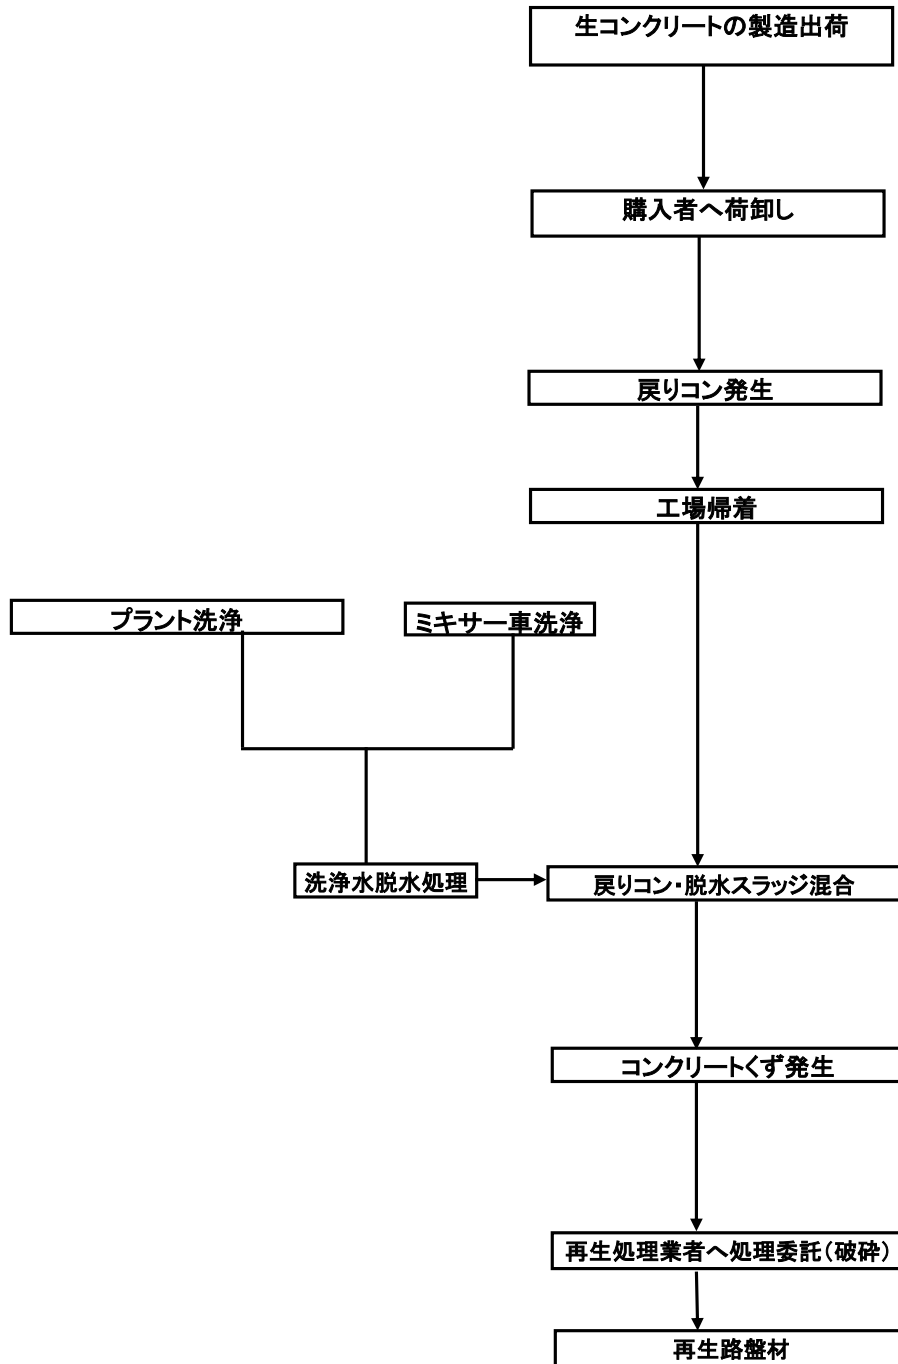 生コンクリートの製造出荷
購入者へ荷卸し
戻りコン発生
工場帰着
プラント洗浄
ミキサー車洗浄
洗浄水脱水処理
戻りコン・脱水スラッジ混合
コンクリートくず発生
再生処理業者へ処理委託（破砕）
再生路盤材